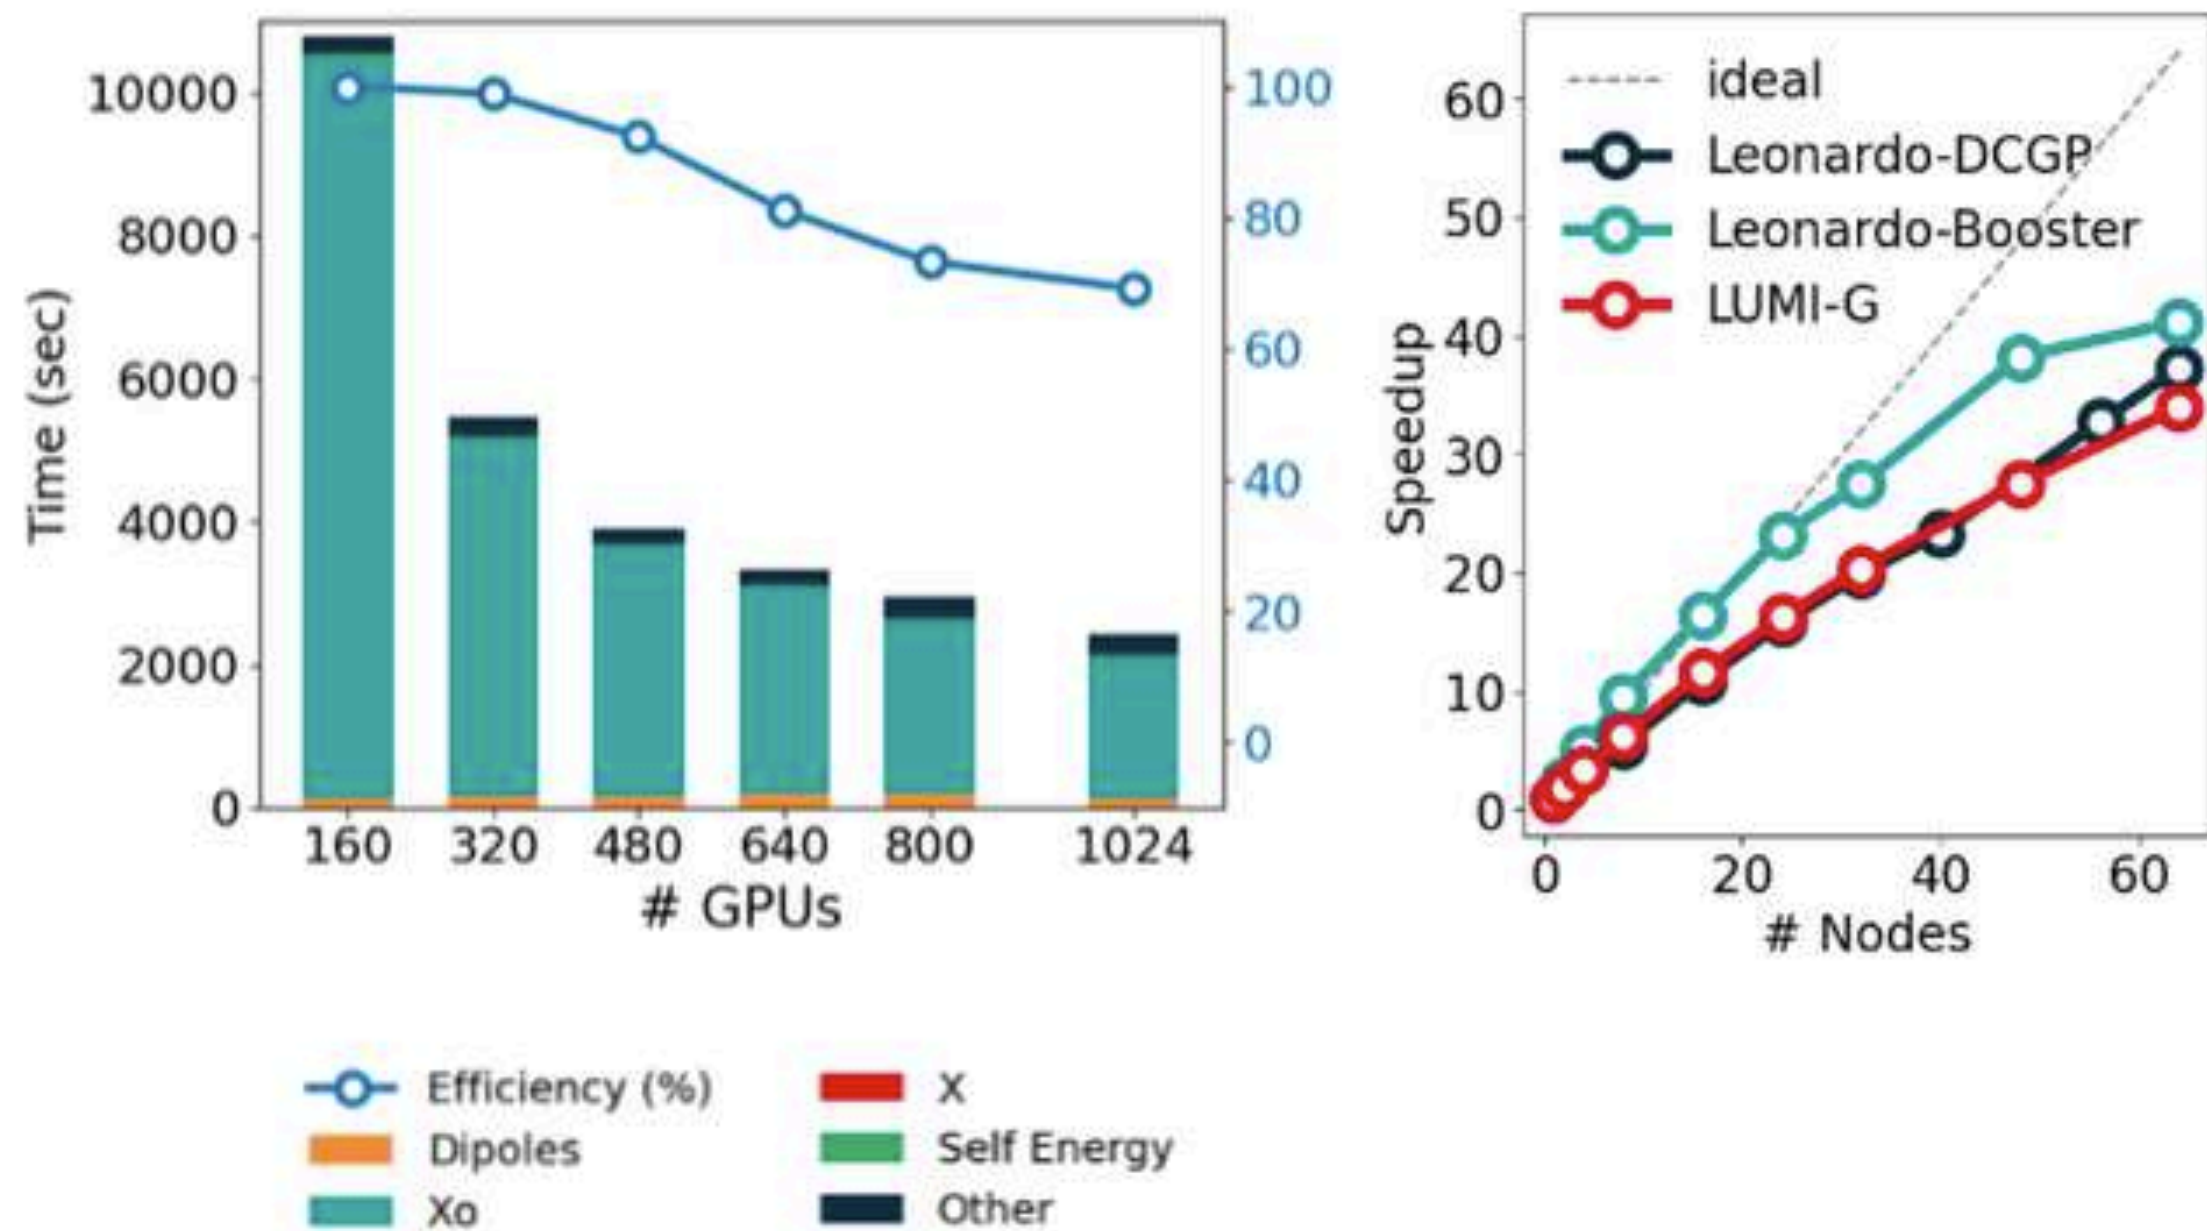 Time (sec)
10000
8000
6000
4000
2000
0
100
80
60
40
20
0
160 320 480 640 800 1024
# GPUs
Efficiency (%)
Dipoles
Xo
X
Self Energy
Other
Speedup
60
50
40
30
20
10
0
ideal
Leonardo-DCGP
Leonardo-Booster
LUMI-G
0 20 40 60
# Nodes